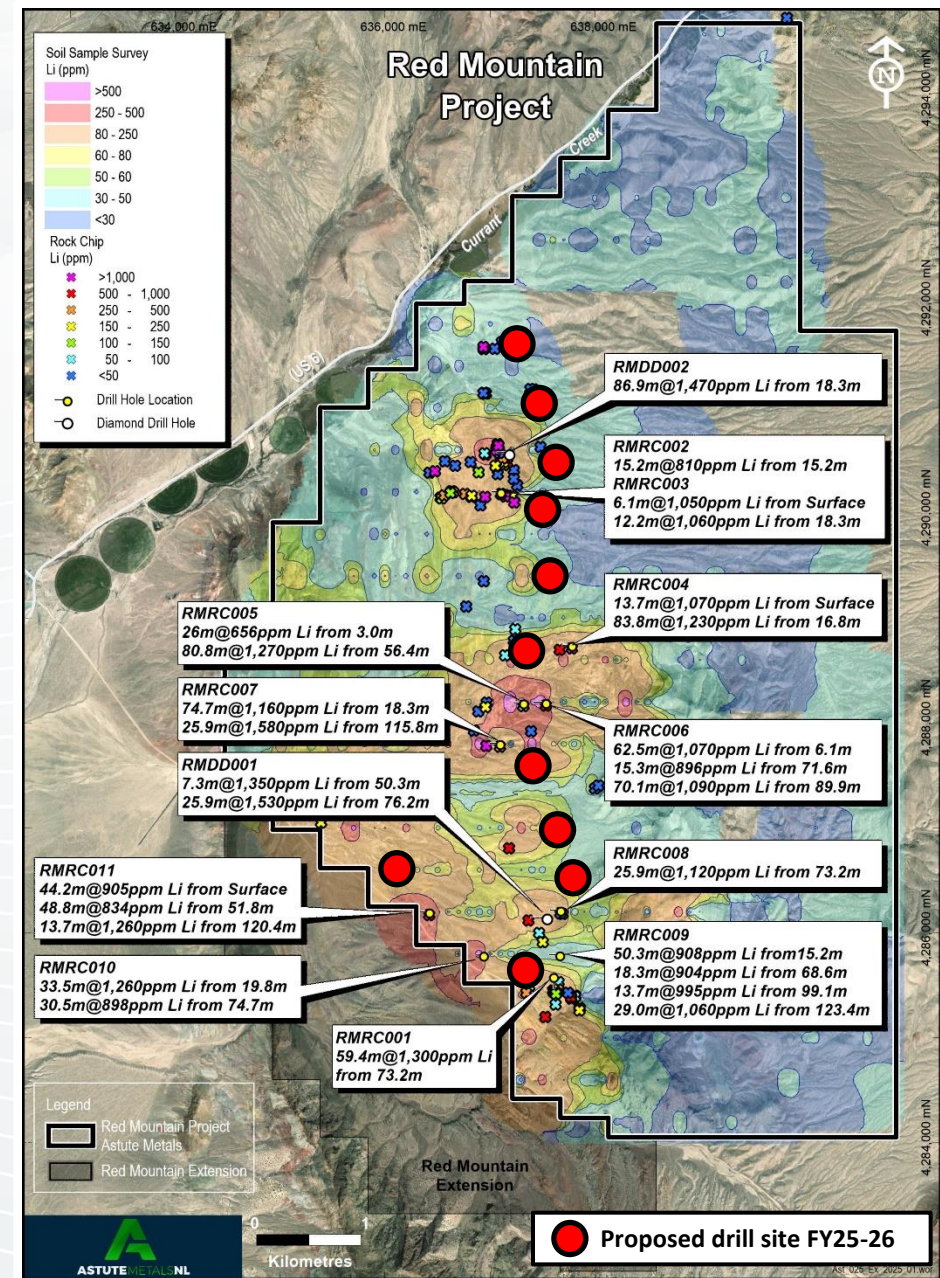 634,000 mE
636,000 mE
638,000 mE
Red Mountain
Project
N
Soil Sample Survey
Li (ppm)
>500
250 - 500
80 - 250
60 - 80
50 - 60
30 - 50
<30
Rock Chip
Li (ppm)
>1,000
500 - 1,000
250 - 500
150 - 250
100 - 150
50 - 100
<50
Drill Hole Location
Diamond Drill Hole
4,294,000 mN
Currant Creek
4,292,000 mN
US 6
RMDD002
86.9m@1,470ppm Li from 18.3m
RMRC002
15.2m@810ppm Li from 15.2m
RMRC003
6.1m@1,050ppm Li from Surface
12.2m@1,060ppm Li from 18.3m
4,290,000 mN
RMRC004
13.7m@1,070ppm Li from Surface
83.8m@1,230ppm Li from 16.8m
RMRC005
26m@656ppm Li from 3.0m
80.8m@1,270ppm Li from 56.4m
RMRC007
74.7m@1,160ppm Li from 18.3m
25.9m@1,580ppm Li from 115.8m
4,288,000 mN
RMRC006
62.5m@1,070ppm Li from 6.1m
15.3m@896ppm Li from 71.6m
70.1m@1,090ppm Li from 89.9m
RMDD001
7.3m@1,350ppm Li from 50.3m
25.9m@1,530ppm Li from 76.2m
RMRC008
25.9m@1,120ppm Li from 73.2m
RMRC011
44.2m@905ppm Li from Surface
48.8m@834ppm Li from 51.8m
13.7m@1,260ppm Li from 120.4m
4,286,000 mN
RMRC009
50.3m@908ppm Li from15.2m
18.3m@904ppm Li from 68.6m
13.7m@995ppm Li from 99.1m
29.0m@1,060ppm Li from 123.4m
RMRC010
33.5m@1,260ppm Li from 19.8m
30.5m@898ppm Li from 74.7m
RMRC001
59.4m@1,300ppm Li
from 73.2m
4,284,000 mN
Legend
Red Mountain Project
Astute Metals
Red Mountain Extension
Red Mountain
Extension
ASTUTEMETALSNL
0 1
Kilometres
Proposed drill site FY25-26